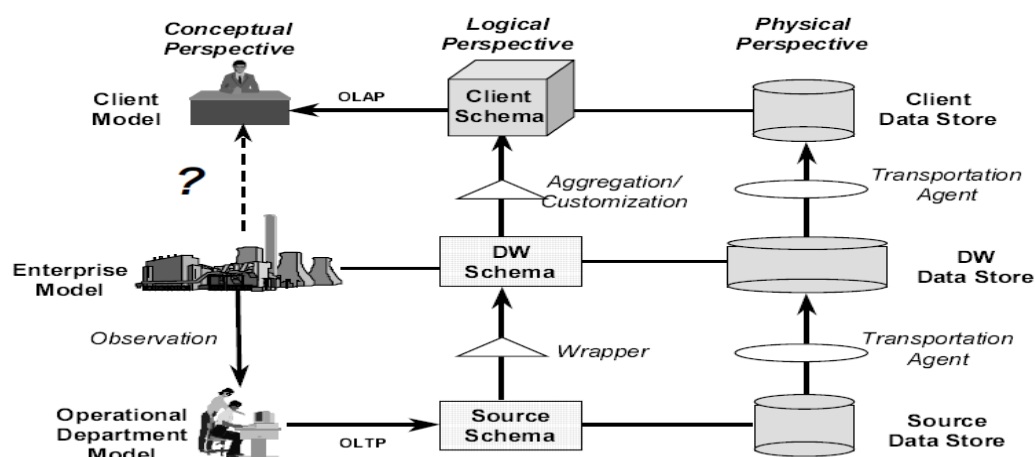 Conceptual
Perspective
Logical
Perspective
Physical
Perspective
Client
Model
OLAP
Client
Schema
Client
Data Store
?
Aggregation/
Customization
Transportation
Agent
Enterprise
Model
DW
Schema
DW
Data Store
Observation
Wrapper
Transportation
Agent
Operational
Department
Model
OLTP
Source
Schema
Source
Data Store